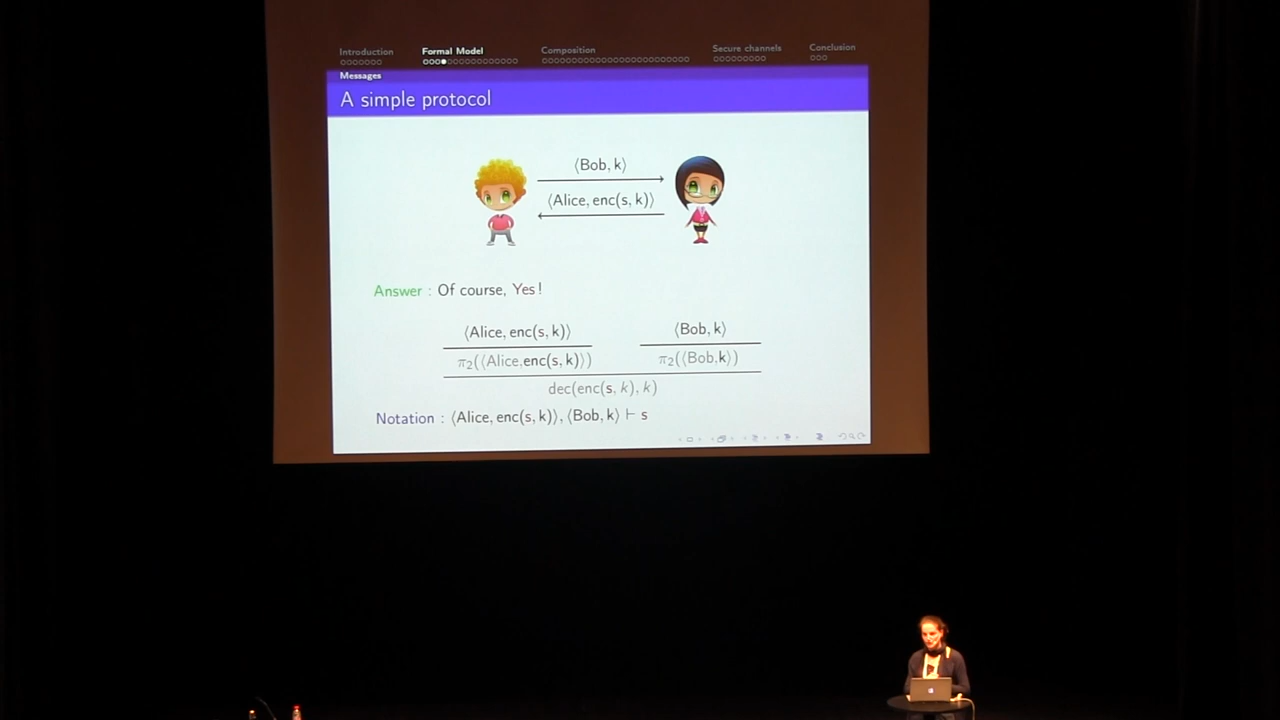 Introduction Formal Model Composition Secure channels Conclusion
Messages
A simple protocol
⟨Bob, k⟩
⟨Alice, enc(s, k)⟩
Answer : Of course, Yes !
⟨Alice, enc(s, k)⟩ ⟨Bob, k⟩
π₂(⟨Alice,enc(s, k)⟩) π₂(⟨Bob,k⟩)
dec(enc(s, k), k)
Notation : ⟨Alice, enc(s, k)⟩, ⟨Bob, k⟩ ⊢ s